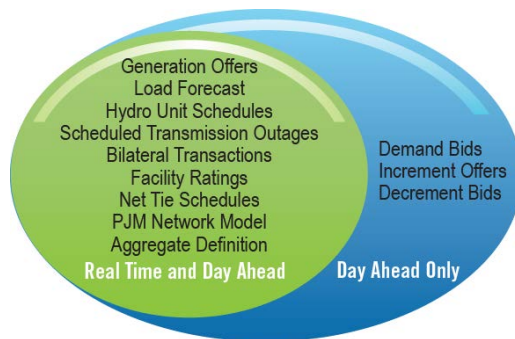 Generation Offers
Load Forecast
Hydro Unit Schedules
Scheduled Transmission Outages
Bilateral Transactions
Facility Ratings
Net Tie Schedules
PJM Network Model
Aggregate Definition
Real Time and Day Ahead
Demand Bids
Increment Offers
Decrement Bids
Day Ahead Only